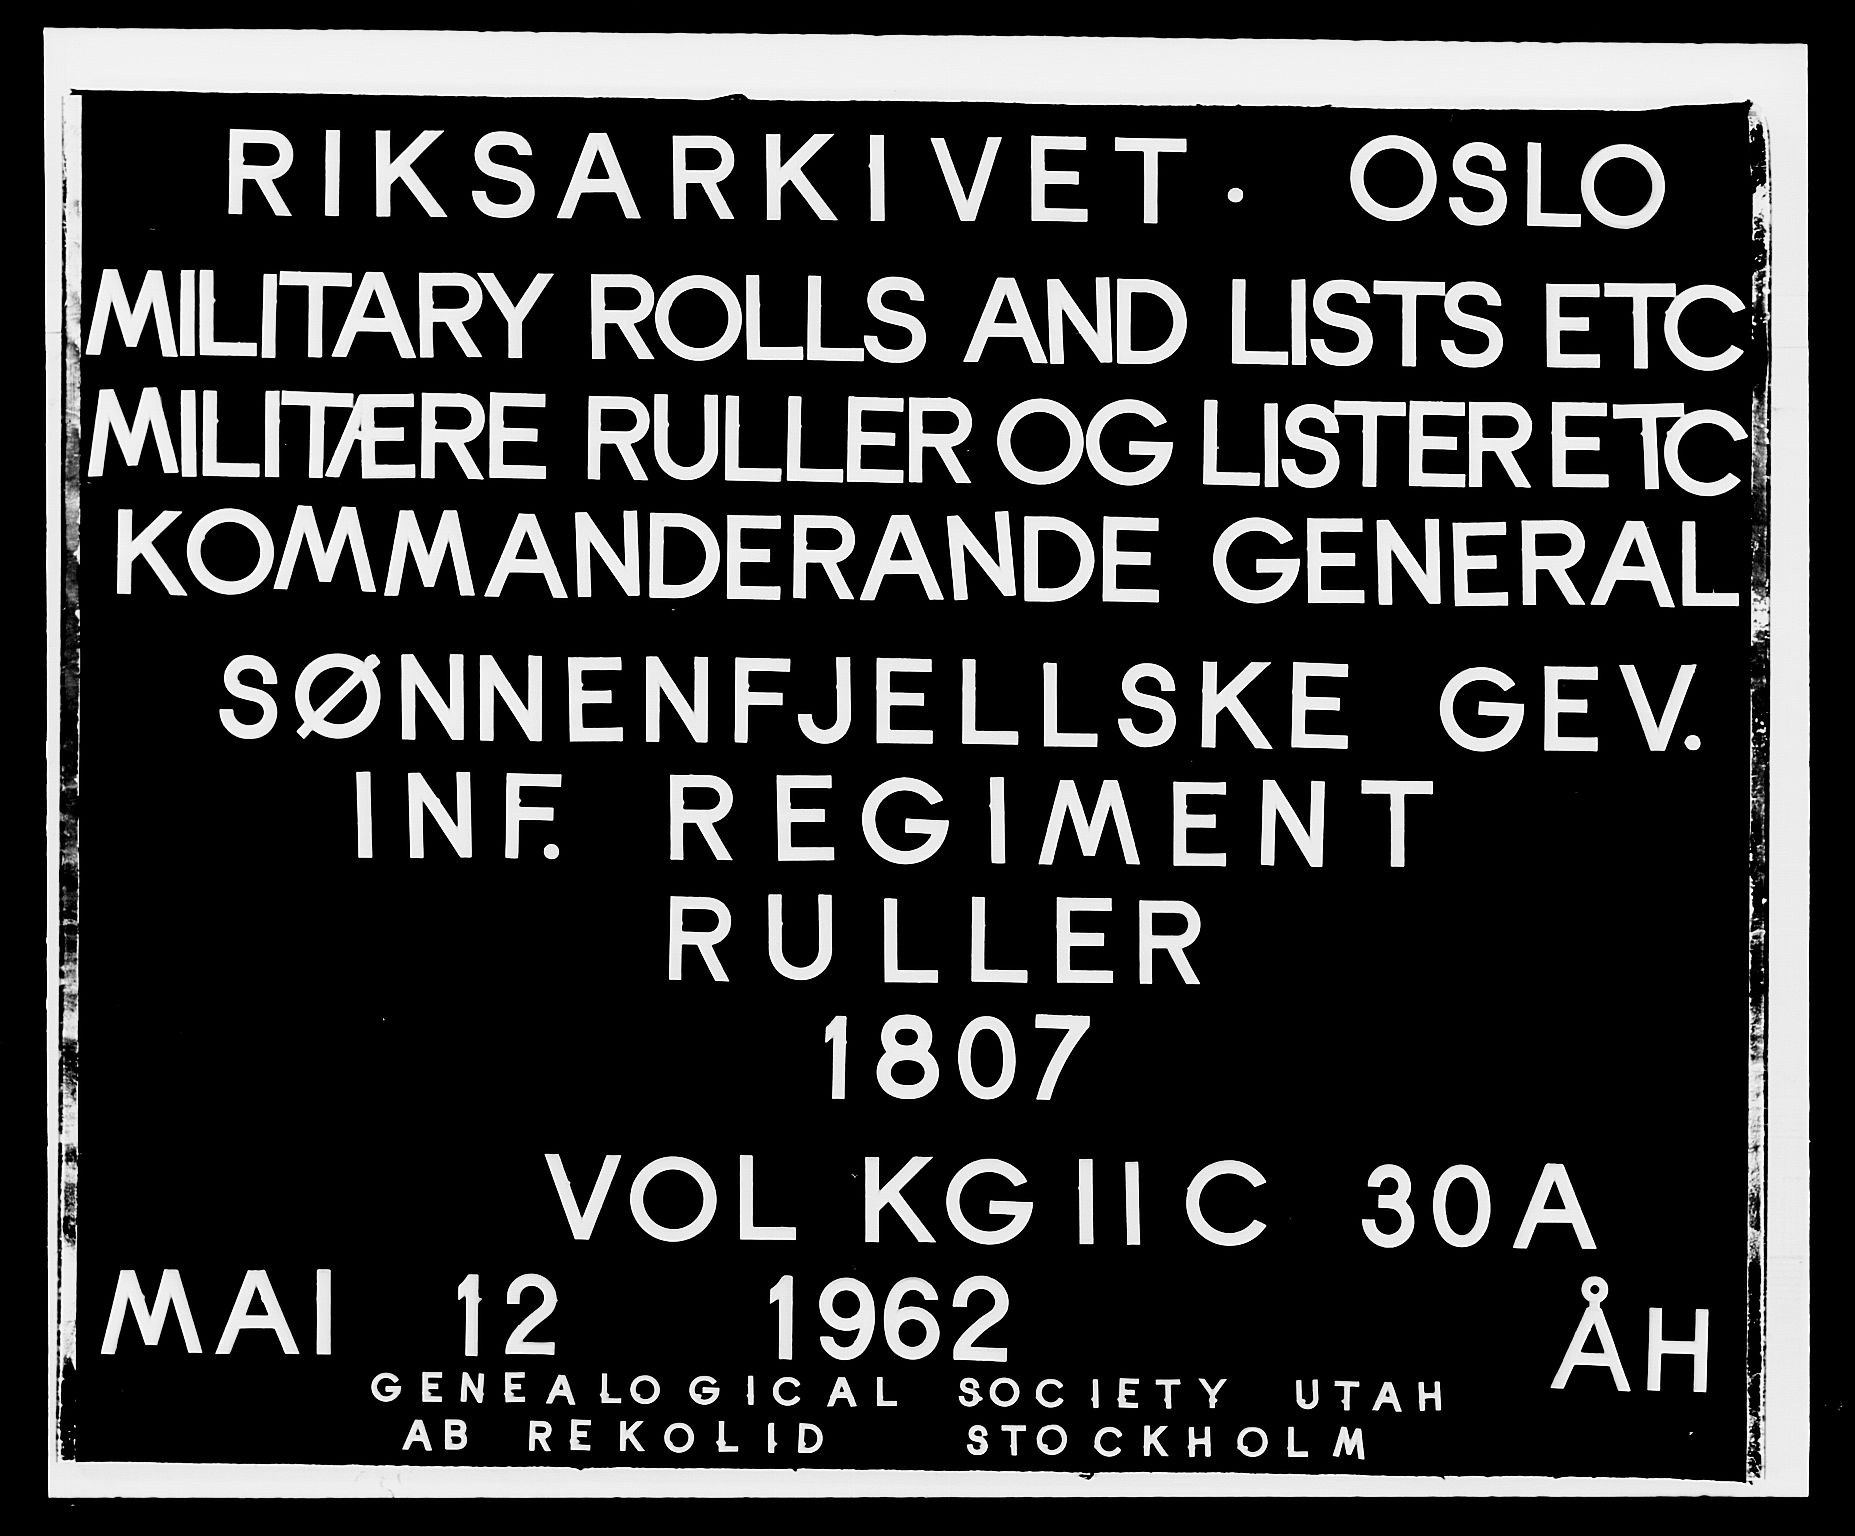 RIKSARKIVET. OSLO
MILITARY ROLLS AND LISTS ETC
MILITÆRE RULLER OG LISTER ETC
KOMMANDERANDE GENERAL
SØNNENFJELLSKE GEV.
INF. REGIMENT
RULLER
1807
VOL KG II C 30A
MAI 12 1962 ÅH
GENEALOGICAL SOCIETY UTAH
AB REKOLID STOCKHOLM